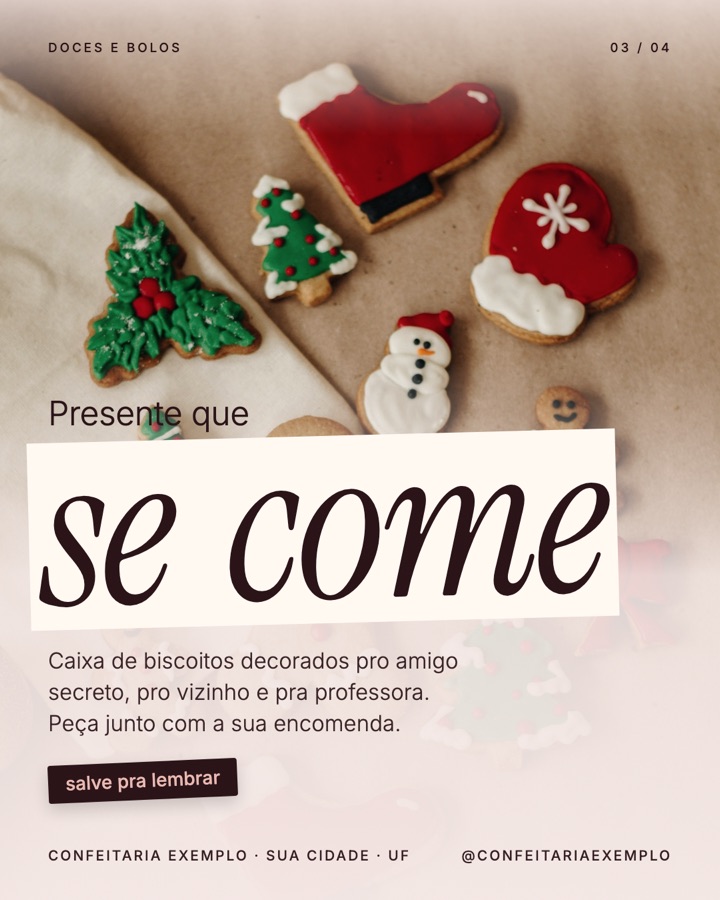 DOCES E BOLOS
03 / 04
Presente que
se come
Caixa de biscoitos decorados pro amigo
secreto, pro vizinho e pra professora.
Peça junto com a sua encomenda.
salve pra lembrar
CONFEITARIA EXEMPLO · SUA CIDADE · UF
@CONFEITARIAEXEMPLO